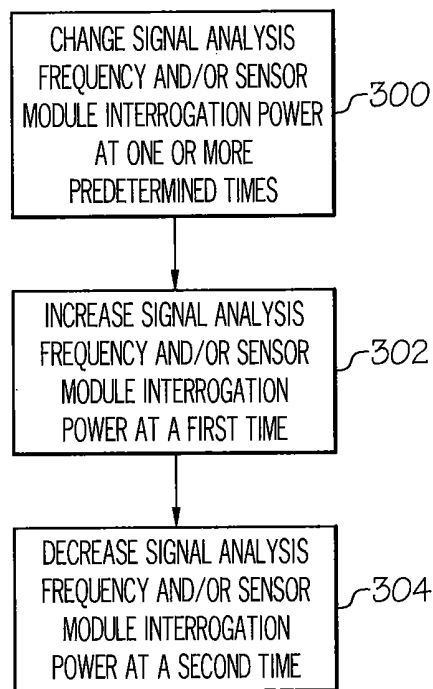 CHANGE SIGNAL ANALYSIS
FREQUENCY AND/OR SENSOR
MODULE INTERROGATION POWER
AT ONE OR MORE
PREDETERMINED TIMES
300
INCREASE SIGNAL ANALYSIS
FREQUENCY AND/OR SENSOR
MODULE INTERROGATION
POWER AT A FIRST TIME
302
DECREASE SIGNAL ANALYSIS
FREQUENCY AND/OR SENSOR
MODULE INTERROGATION
POWER AT A SECOND TIME
304